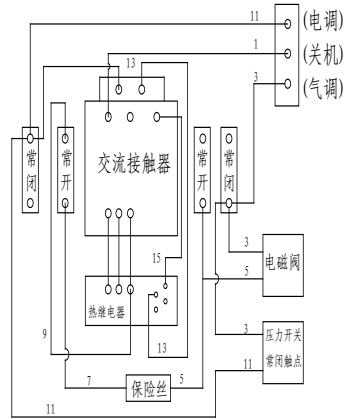 11
(电调)
1
(关机)
13
3
(气调)
常闭
常开
交流接触器
常开
常闭
15
3
电磁阀
5
热继电器
9
13
3
压力开关
常闭触点
11
7
保险丝
5
11